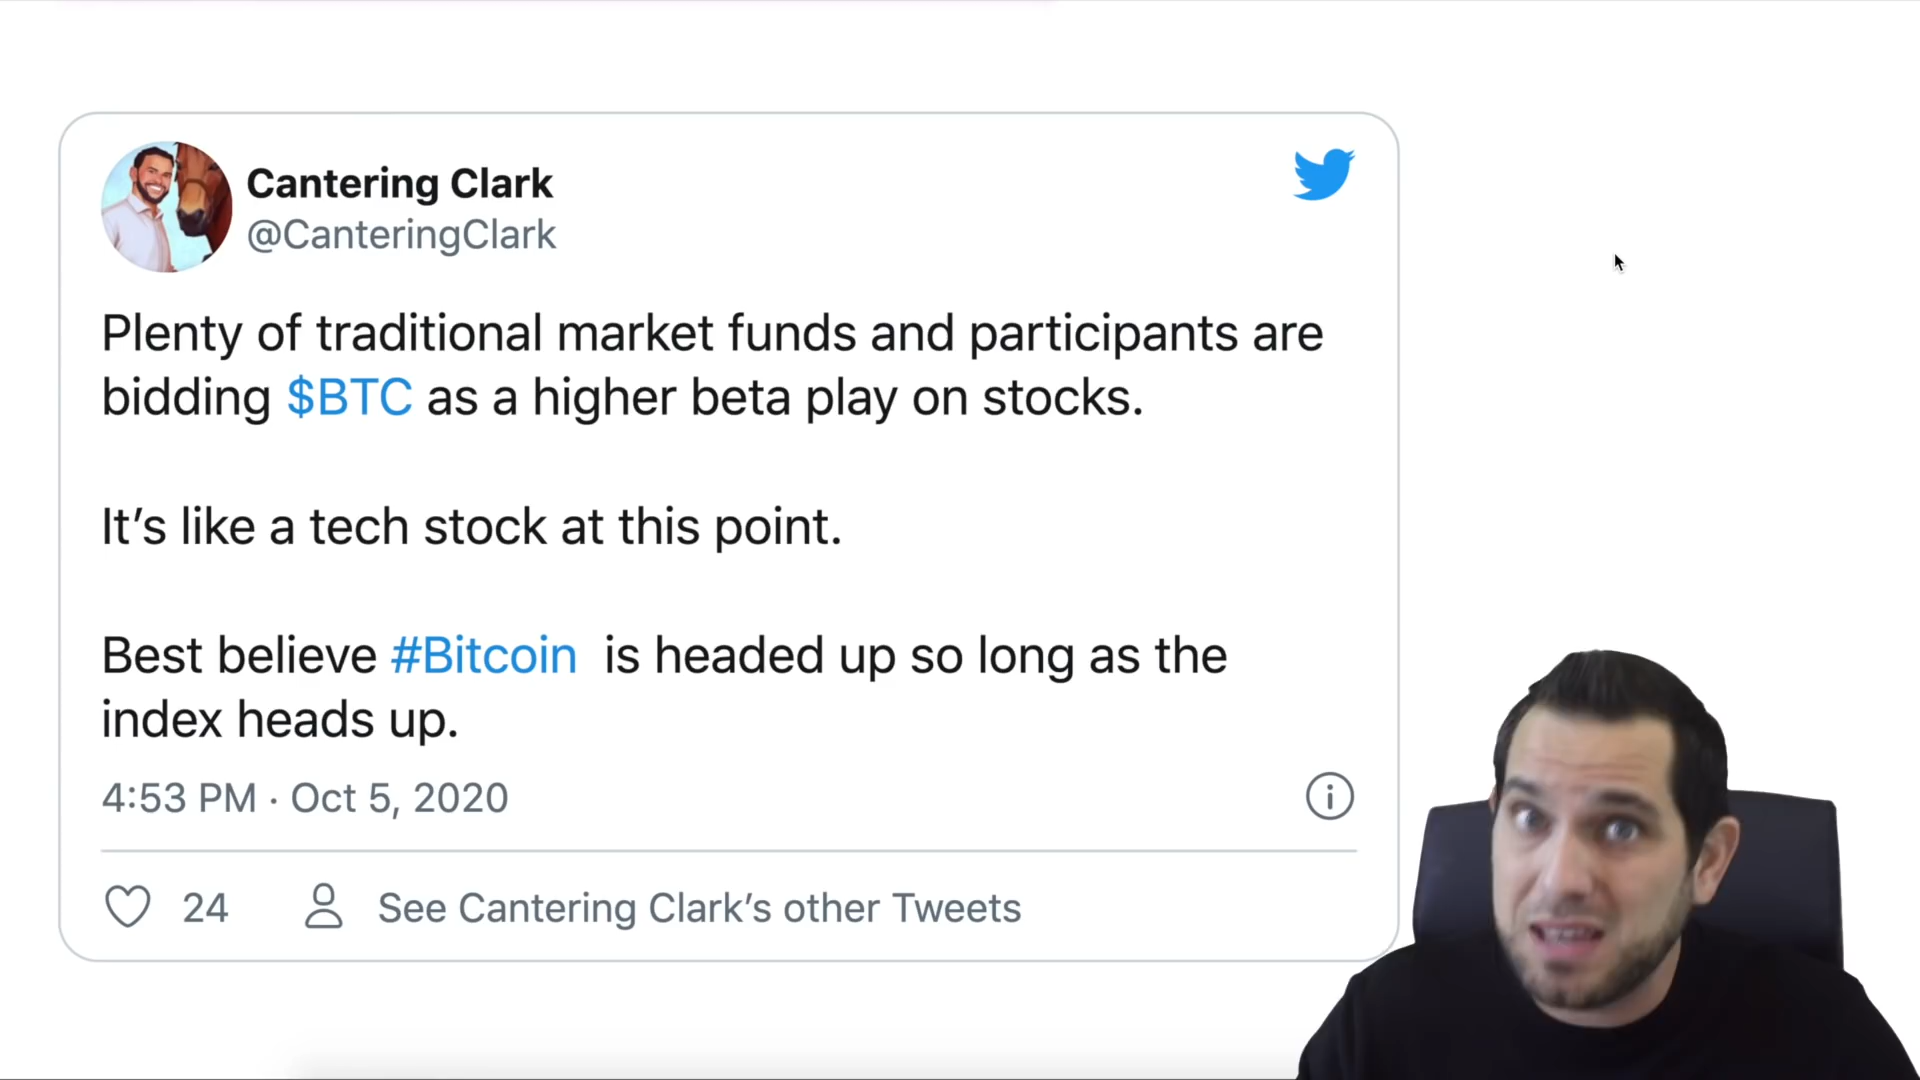 Cantering Clark
@CanteringClark
Plenty of traditional market funds and participants are
bidding $BTC as a higher beta play on stocks.
It’s like a tech stock at this point.
Best believe #Bitcoin is headed up so long as the
index heads up.
4:53 PM · Oct 5, 2020
24 See Cantering Clark’s other Tweets